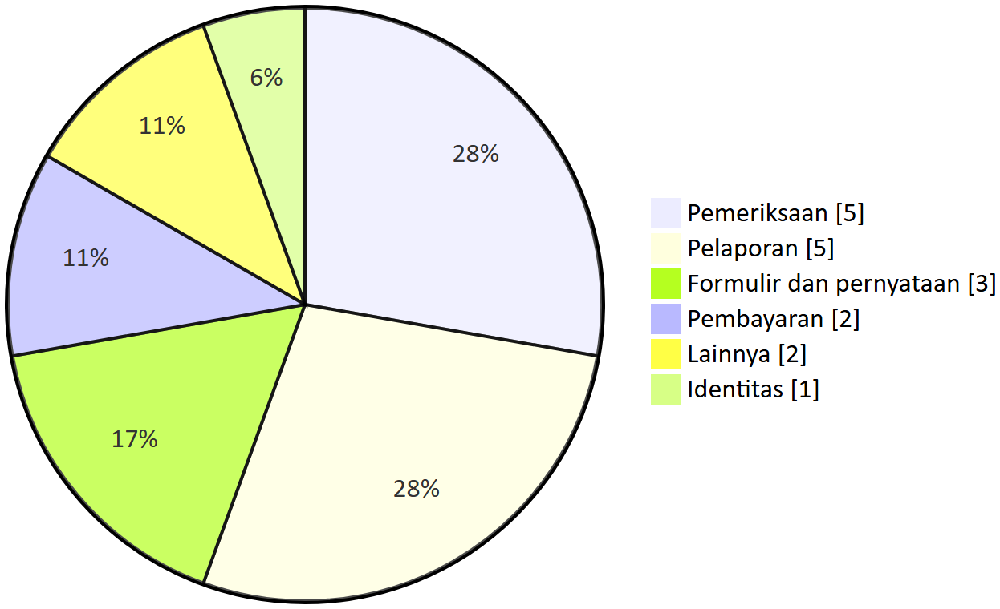 6%
28%
11%
11%
17%
28%
Pemeriksaan [5]
Pelaporan [5]
Formulir dan pernyataan [3]
Pembayaran [2]
Lainnya [2]
Identitas [1]